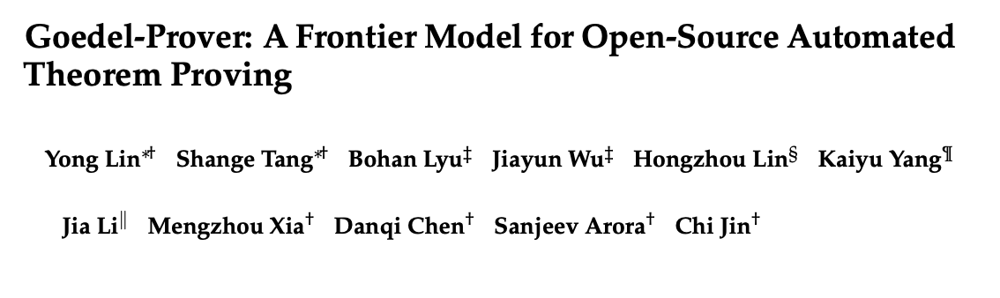 Goedel-Prover: A Frontier Model for Open-Source Automated
Theorem Proving
Yong Lin*† Shange Tang*† Bohan Lyu‡ Jiayun Wu‡ Hongzhou Lin§ Kaiyu Yang¶
Jia Li‖ Mengzhou Xia† Danqi Chen† Sanjeev Arora† Chi Jin†